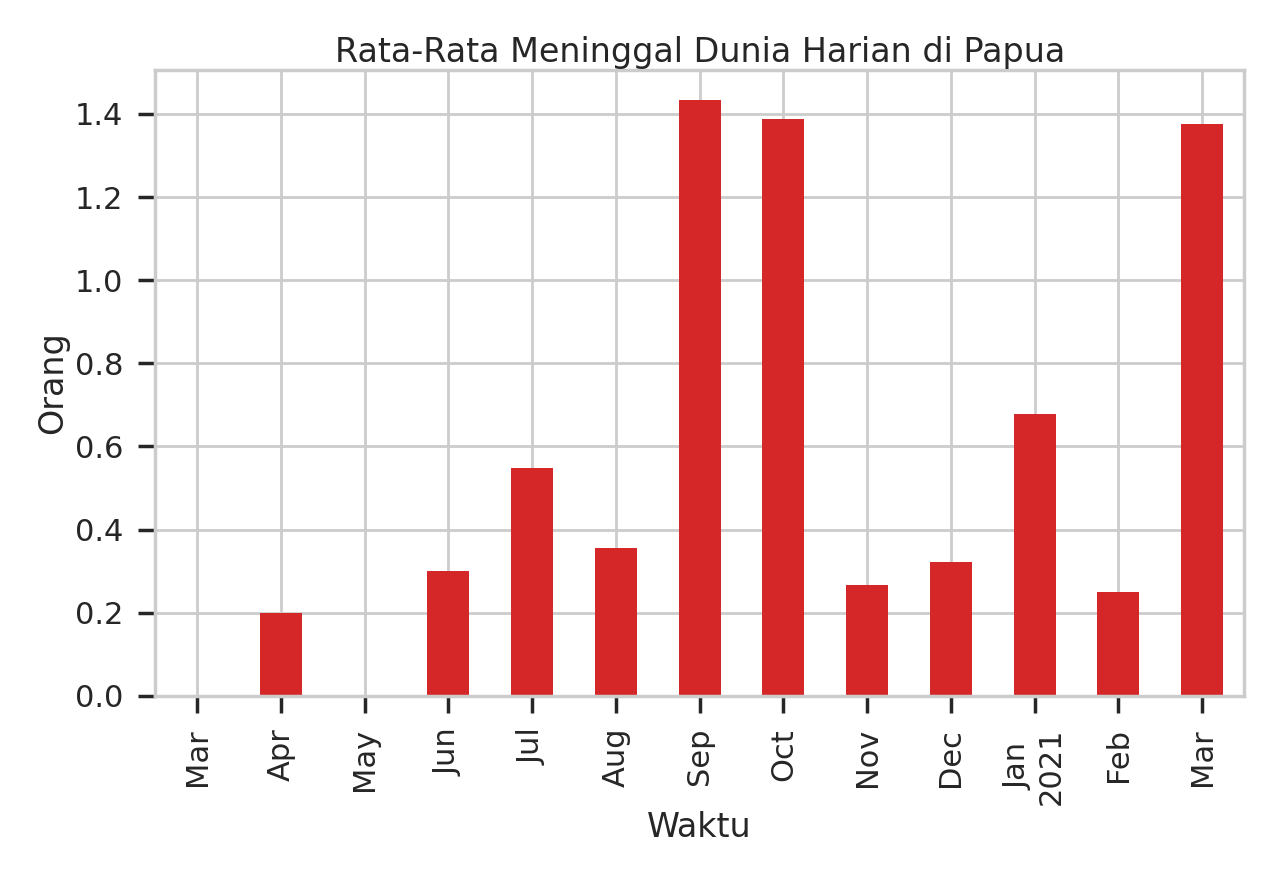 Rata-Rata Meninggal Dunia Harian di Papua
1.4
1.2
1.0
0.8
0.6
0.4
0.2
0.0
Orang
Mar
Apr
May
Jun
Jul
Aug
Sep
Oct
Nov
Dec
Jan
2021
Feb
Mar
Waktu